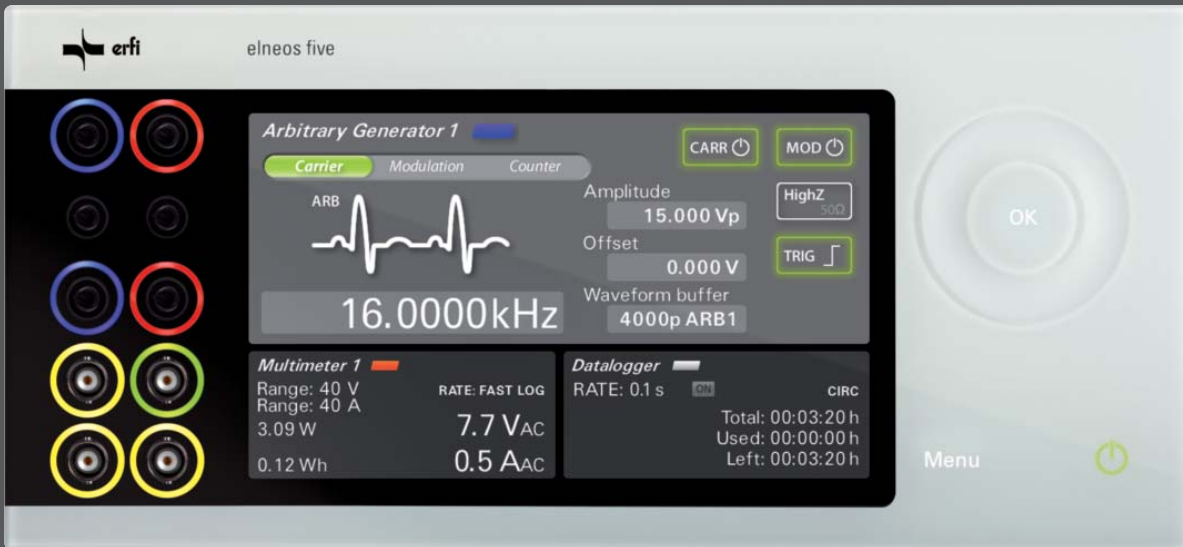 erfi
elneos five
Arbitrary Generator 1
CARR
MOD
Carrier Modulation Counter
ARB
Amplitude
15.000 Vp
HighZ
50Ω
Offset
0.000 V
TRIG
Waveform buffer
4000p ARB1
16.0000kHz
OK
Multimeter 1
Range: 40 V
RATE: FAST LOG
Range: 40 A
3.09 W
7.7 VAC
0.12 Wh
0.5 AAC
Datalogger
RATE: 0.1 s ON CIRC
Total: 00:03:20 h
Used: 00:00:00 h
Left: 00:03:20 h
Menu